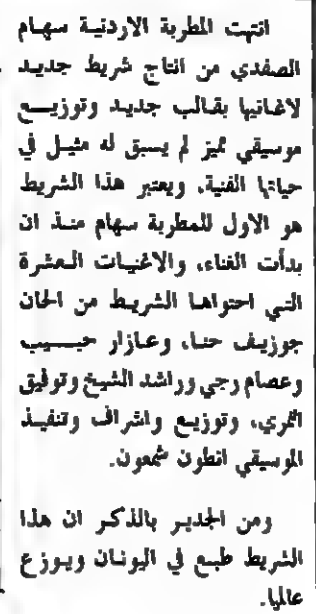 انتهت المطربة الاردنية سهام
الصفدي من انتاج شريط جديد
لاغانيها بقالب جديد وتوزيع
موسيقي مميز لم يسبق له مثيل في
حياتها الفنية، ويعتبر هذا الشريط
هو الاول للمطربة سهام منذ ان
بدأت الغناء، والاغنيات العشرة
التي احتواها الشريط من الحان
جوزيف حنا، وعازار حبيب
وعصام رجي وراشد الشيخ وتوفيق
النمري، وتوزيع واشراف وتنفيذ
الموسيقي انطون شمعون.
ومن الجدير بالذكر ان هذا
الشريط طبع في اليونان ويوزع
عالميا.